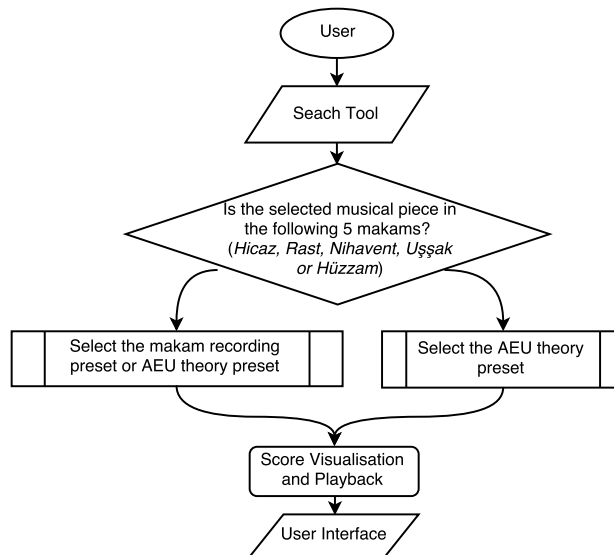 User
Seach Tool
Is the selected musical piece in
the following 5 makams?
(Hicaz, Rast, Nihavent, Uşşak
or Hüzzam)
Select the makam recording
preset or AEU theory preset
Select the AEU theory
preset
Score Visualisation
and Playback
User Interface